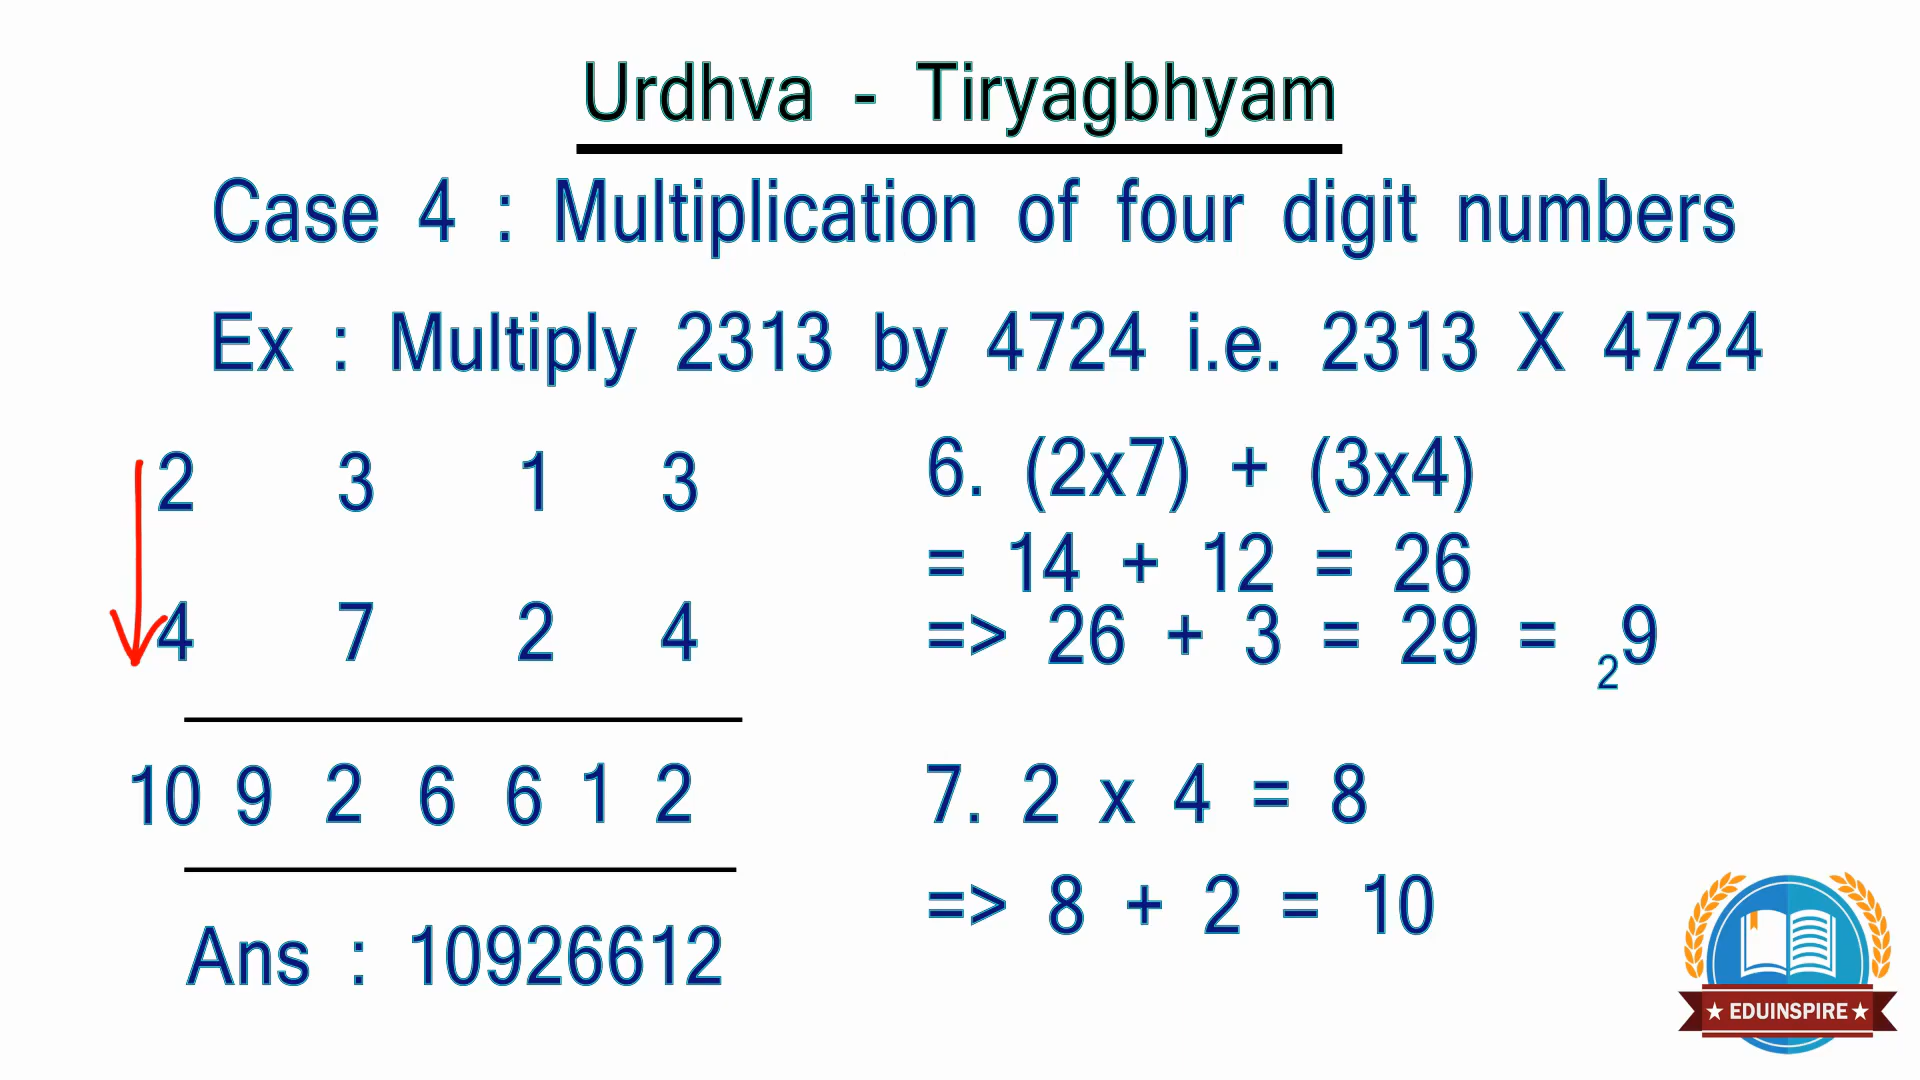 Urdhva - Tiryagbhyam
Case 4 : Multiplication of four digit numbers
Ex : Multiply 2313 by 4724 i.e. 2313 X 4724
2 3 1 3
4 7 2 4
10 9 2 6 6 1 2
Ans : 10926612
6. (2x7) + (3x4)
= 14 + 12 = 26
=> 26 + 3 = 29 = ₂9
7. 2 x 4 = 8
=> 8 + 2 = 10
★ EDUINSPIRE ★